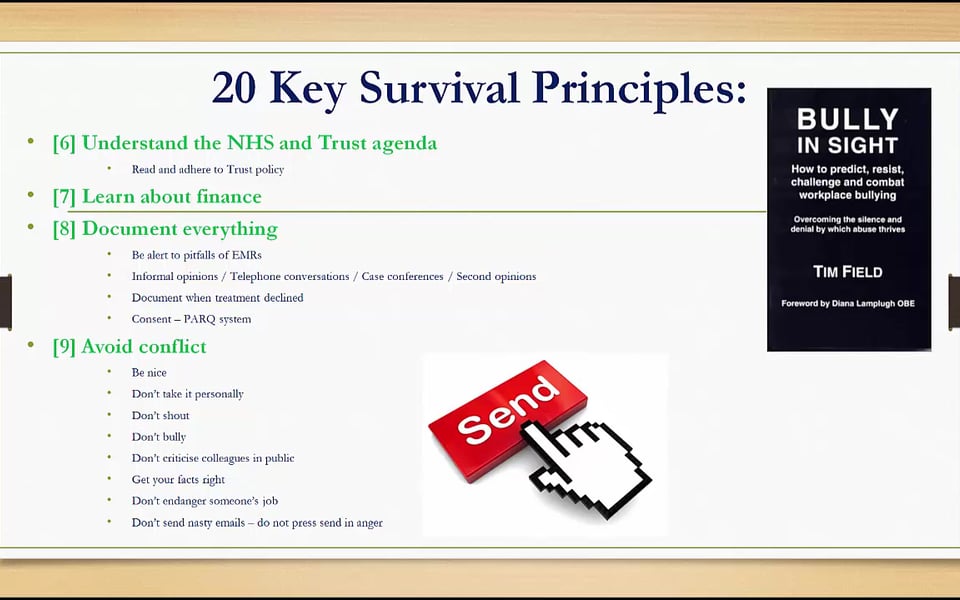 20 Key Survival Principles:
• [6] Understand the NHS and Trust agenda
• Read and adhere to Trust policy
• [7] Learn about finance
• [8] Document everything
• Be alert to pitfalls of EMRs
• Informal opinions / Telephone conversations / Case conferences / Second opinions
• Document when treatment declined
• Consent – PARQ system
• [9] Avoid conflict
• Be nice
• Don't take it personally
• Don't shout
• Don't bully
• Don't criticise colleagues in public
• Get your facts right
• Don't endanger someone's job
• Don't send nasty emails – do not press send in anger
BULLY
IN SIGHT
How to predict, resist,
challenge and combat
workplace bullying
Overcoming the silence and
denial by which abuse thrives
TIM FIELD
Foreword by Diana Lamplugh OBE
Send